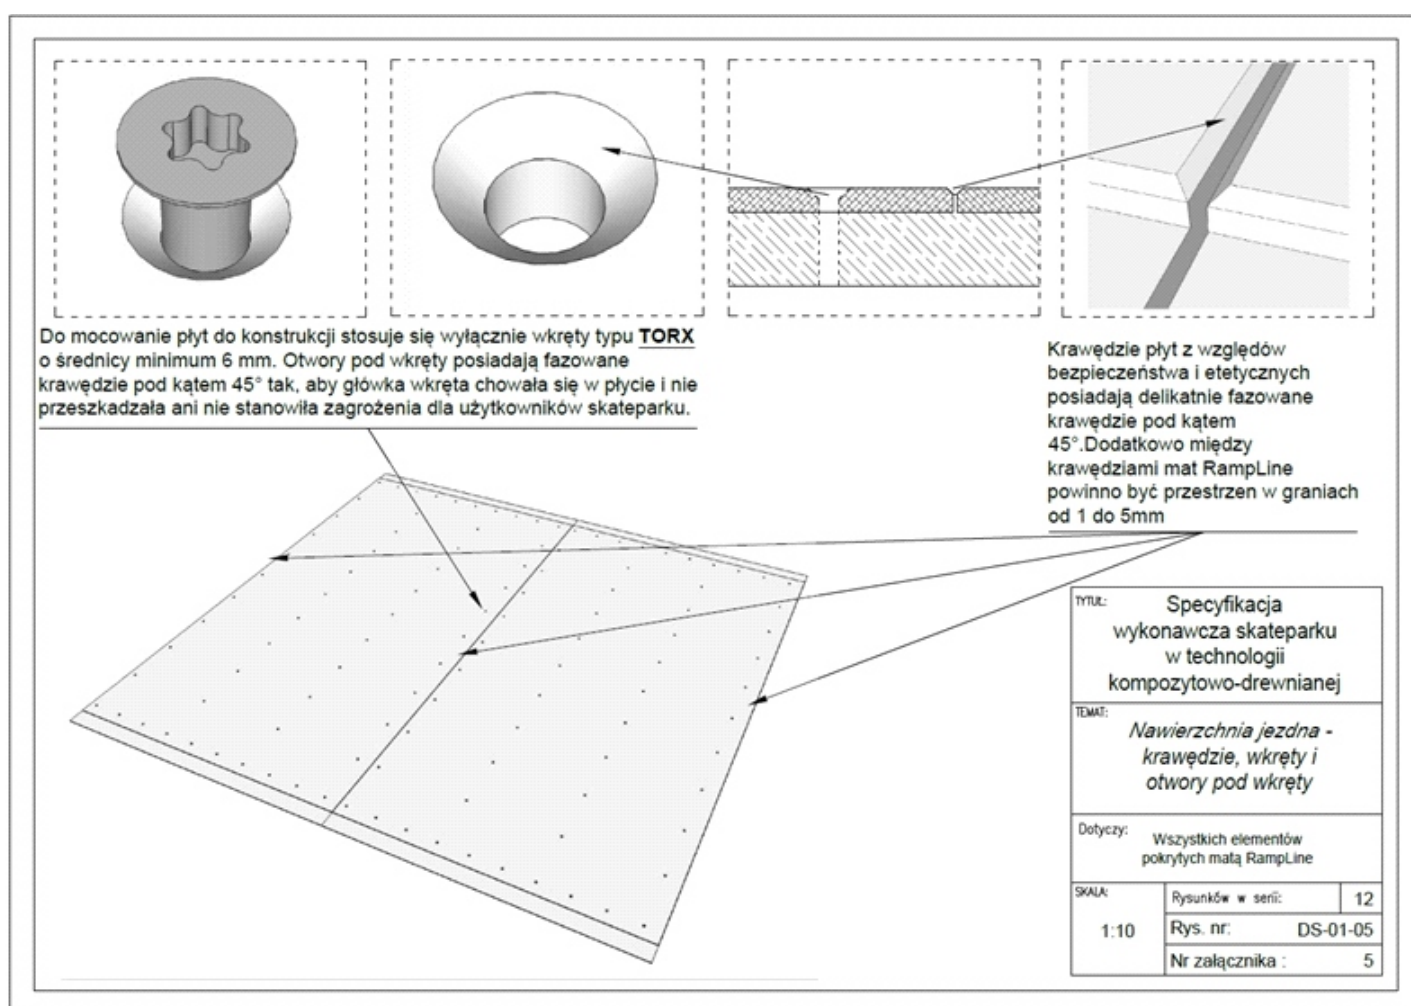 Do mocowanie płyt do konstrukcji stosuje się wyłącznie wkręty typu TORX
o średnicy minimum 6 mm. Otwory pod wkręty posiadają fazowane
krawędzie pod kątem 45° tak, aby główka wkręta chowała się w płycie i nie
przeszkadzała ani nie stanowiła zagrożenia dla użytkowników skateparku.
Krawędzie płyt z względów
bezpieczeństwa i etetycznych
posiadają delikatnie fazowane
krawędzie pod kątem
45°.Dodatkowo między
krawędziami mat RampLine
powinno być przestrzen w graniach
od 1 do 5mm
TYTUŁ:
Specyfikacja
wykonawcza skateparku
w technologii
kompozytowo-drewnianej
TEMAT:
Nawierzchnia jezdna -
krawędzie, wkręty i
otwory pod wkręty
Dotyczy:
Wszystkich elementów
pokrytych matą RampLine
SKALA:
1:10
Rysunków w serii: 12
Rys. nr: DS-01-05
Nr załącznika : 5